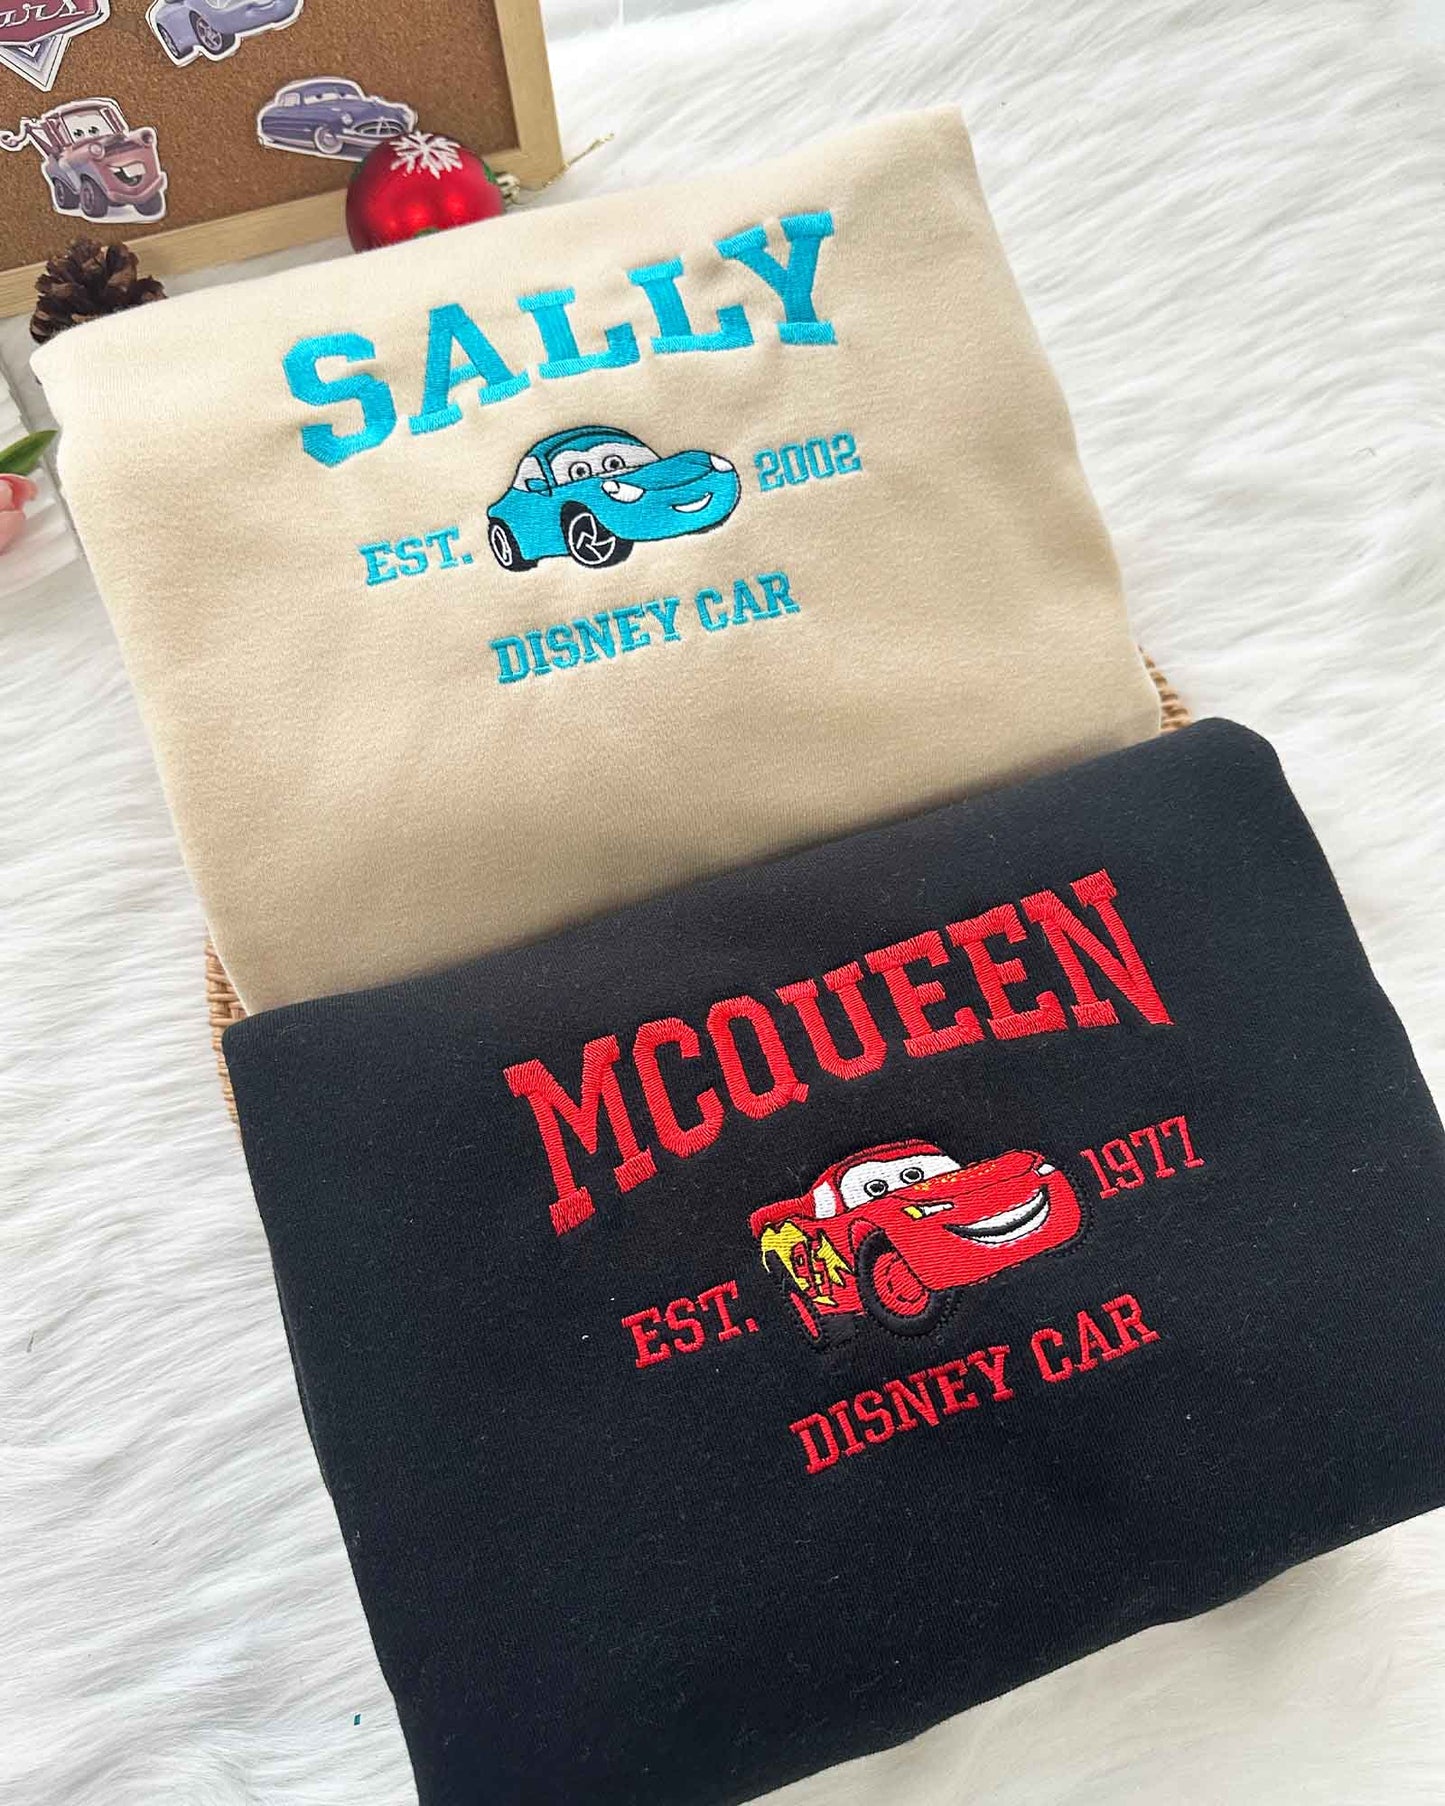 SALLY
EST. 2002
DISNEY CAR
MCQUEEN
EST. 1977
DISNEY CAR